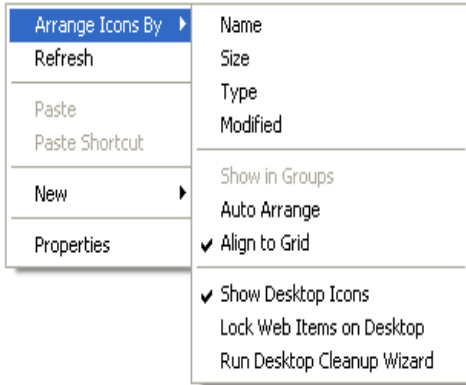 Arrange Icons By
Refresh
Paste
Paste Shortcut
New
Properties
Name
Size
Type
Modified
Show in Groups
Auto Arrange
Align to Grid
Show Desktop Icons
Lock Web Items on Desktop
Run Desktop Cleanup Wizard